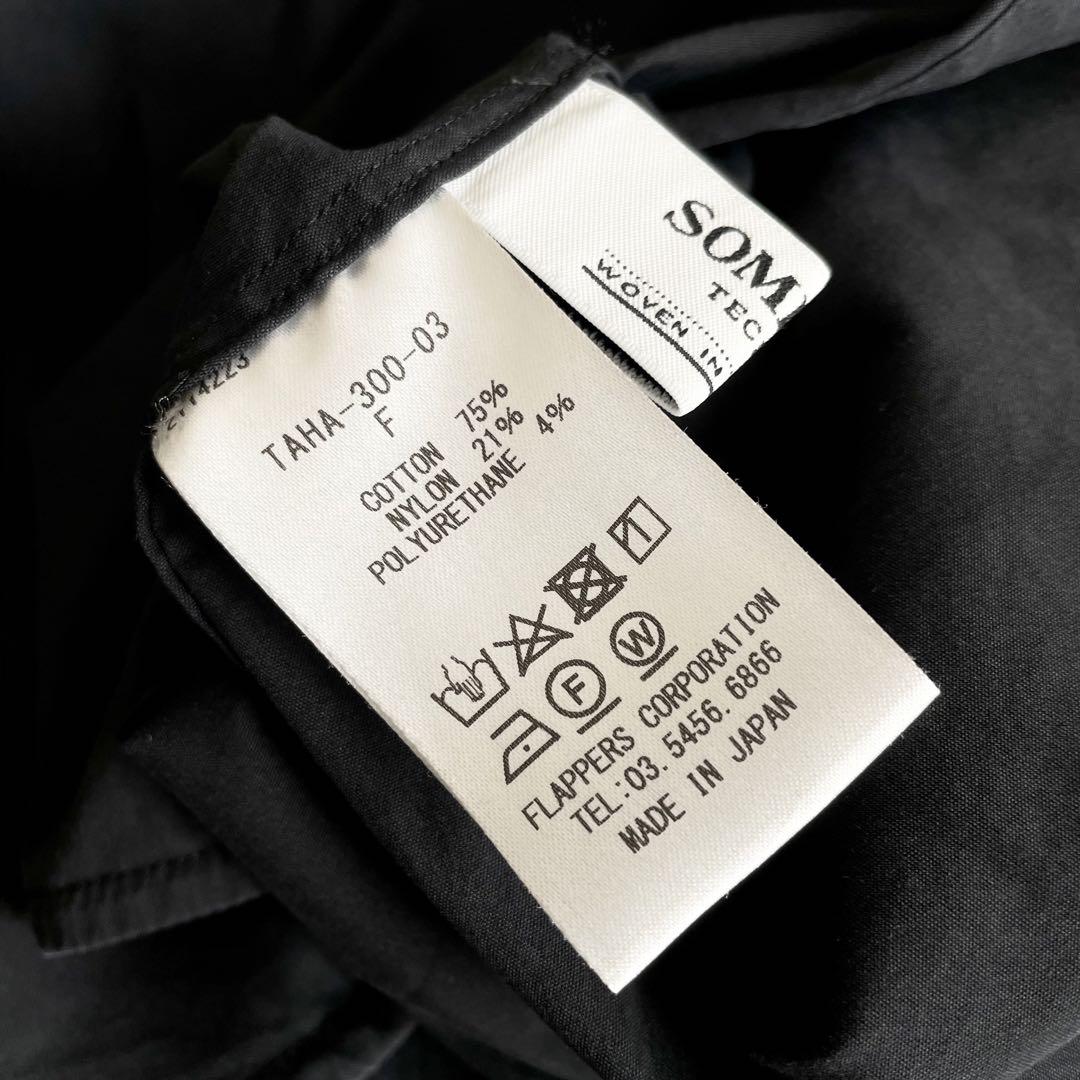 SOM
TEC
WOVEN IN
TAHA-300-03
F
COTTON 75%
NYLON 21%
POLYURETHANE 4%
F W
FLAPPERS CORPORATION
TEL:03.5456.6866
MADE IN JAPAN